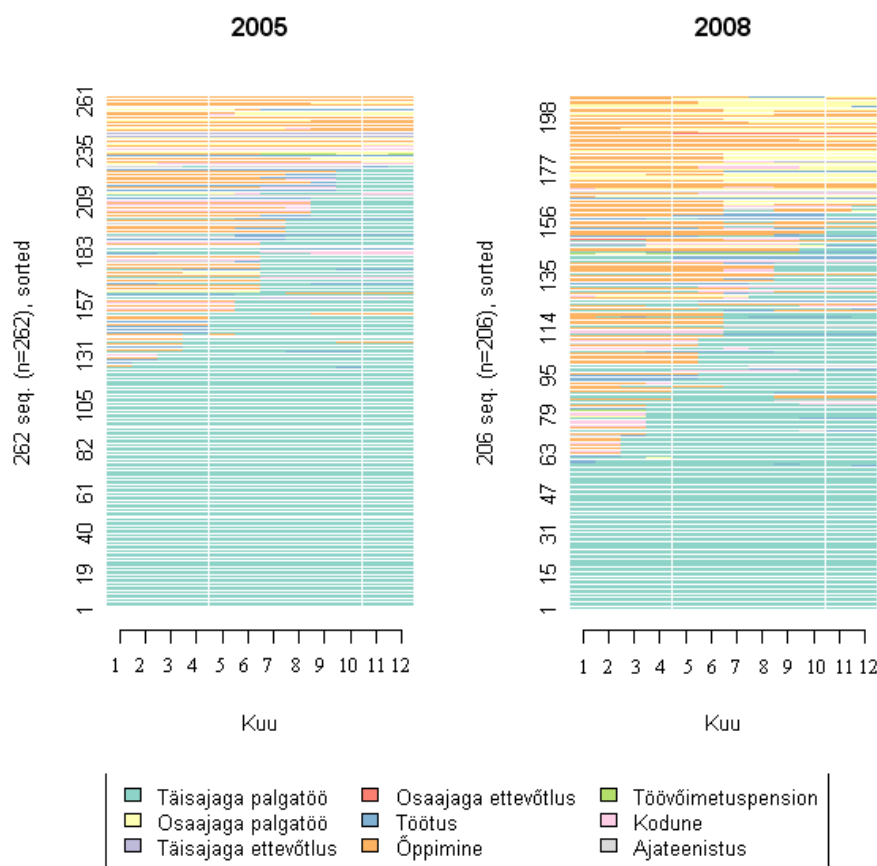 2005
2008
262 seq. (n=262), sorted
1 19 40 61 82 105 131 157 183 209 235 261
1 2 3 4 5 6 7 8 9 10 11 12
Kuu
206 seq. (n=206), sorted
1 15 31 47 63 79 95 114 135 156 177 198
1 2 3 4 5 6 7 8 9 10 11 12
Kuu
Täisajaga palgatöö
Osaajaga palgatöö
Täisajaga ettevõtlus
Osaajaga ettevõtlus
Töötus
Õppimine
Töövõimetuspension
Kodune
Ajateenistus